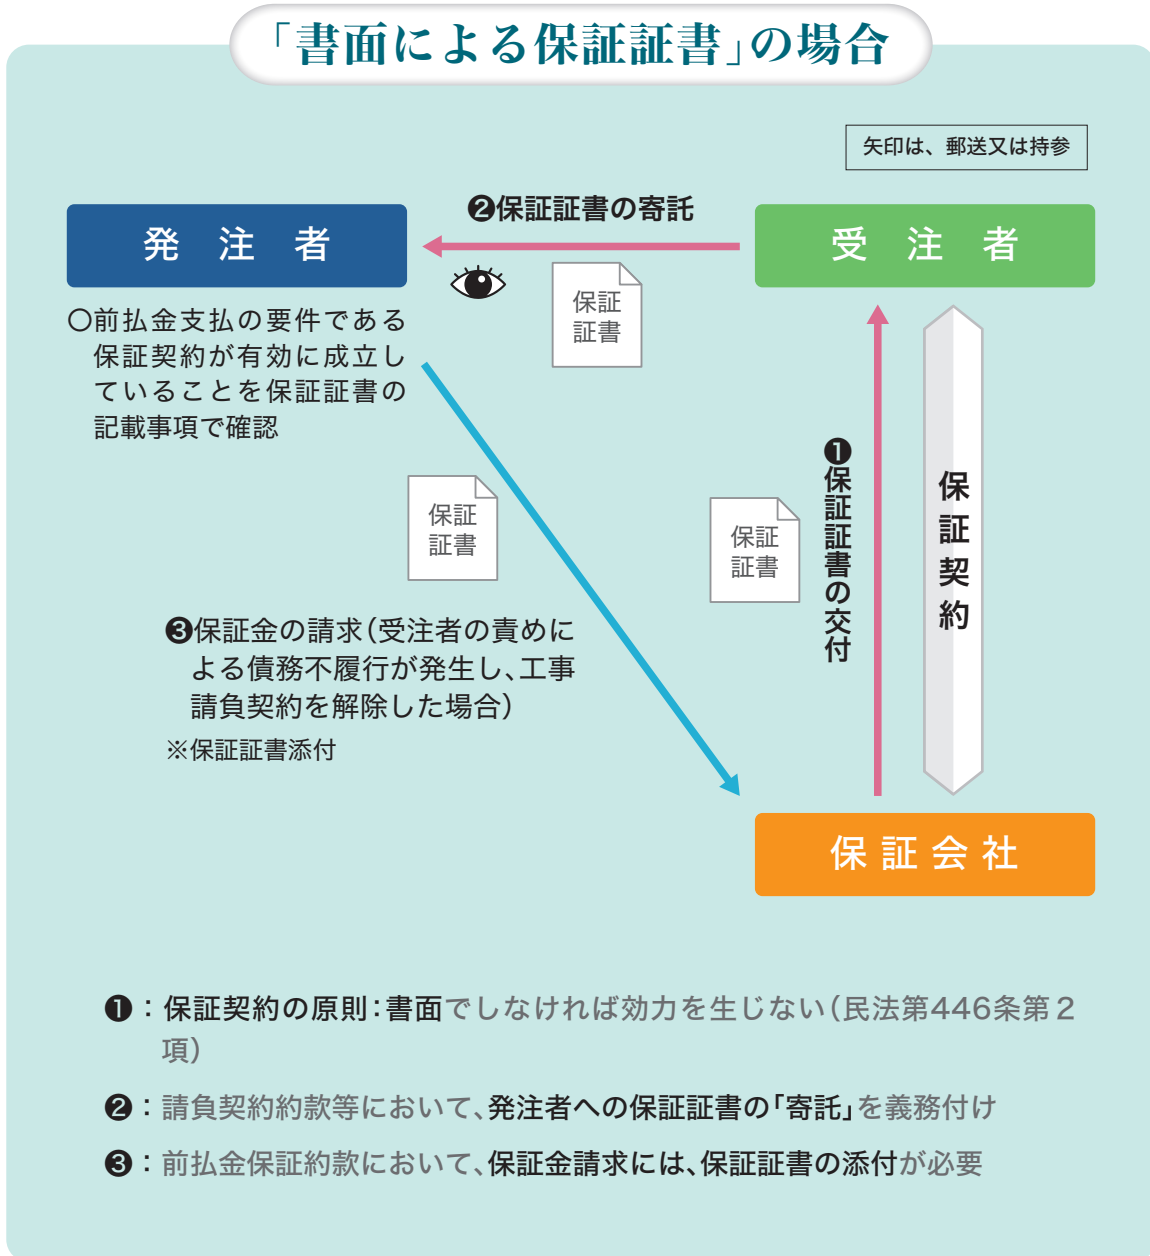 「書面による保証証書」の場合
矢印は、郵送又は持参
❷保証証書の寄託
発注者
受注者
保証
証書
〇前払金支払の要件である
保証契約が有効に成立し
ていることを保証証書の
記載事項で確認
保証
証書
保証
証書
❶保証証書の交付
保証契約
❸保証金の請求（受注者の責めに
よる債務不履行が発生し、工事
請負契約を解除した場合）
※保証証書添付
保証会社
❶：保証契約の原則：書面でしなければ効力を生じない（民法第446条第２
項）
❷：請負契約約款等において、発注者への保証証書の「寄託」を義務付け
❸：前払金保証約款において、保証金請求には、保証証書の添付が必要